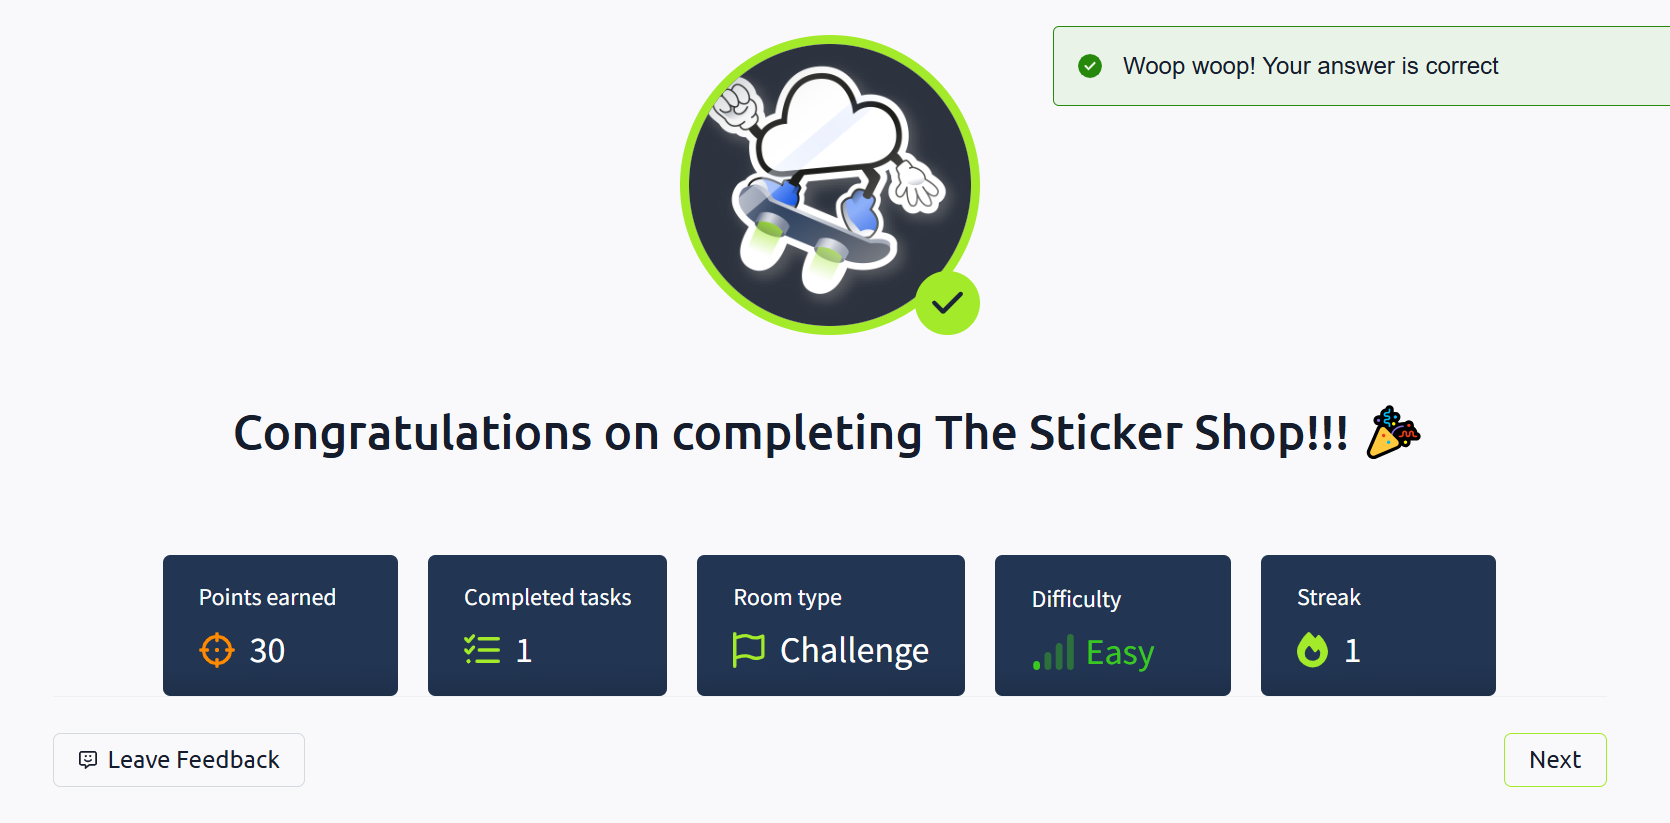 Woop woop! Your answer is correct
Congratulations on completing The Sticker Shop!!! 🎉
Points earned
30
Completed tasks
1
Room type
Challenge
Difficulty
Easy
Streak
1
Leave Feedback
Next